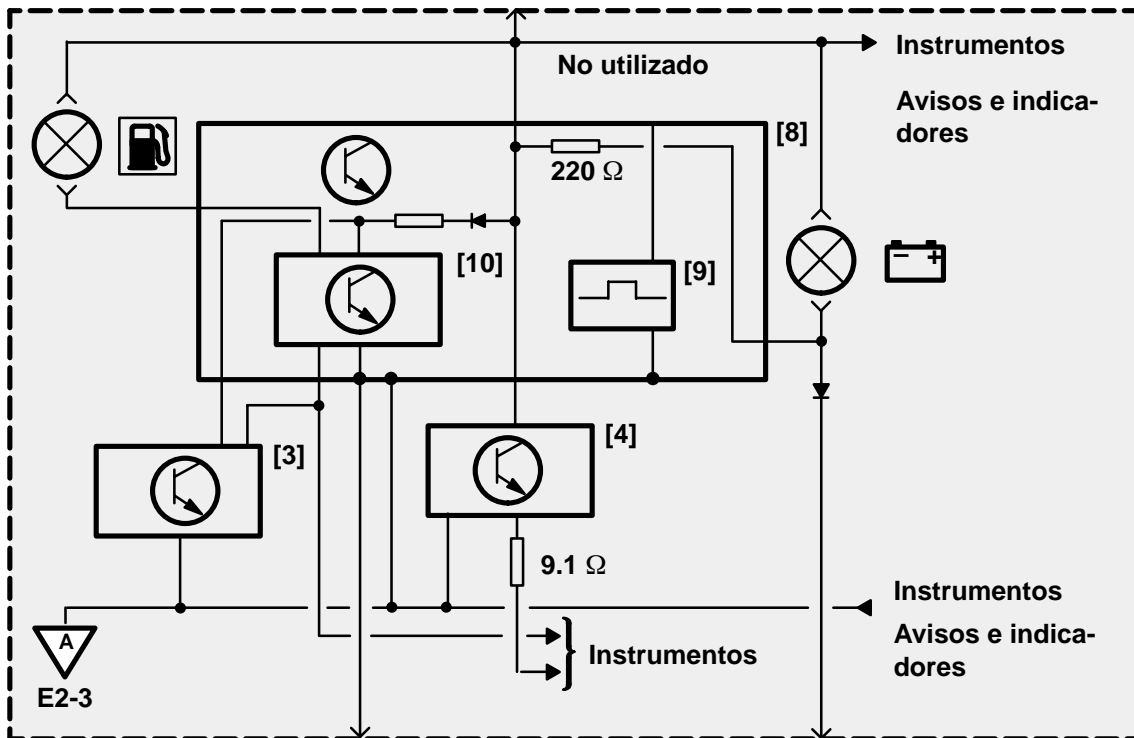 Instrumentos
No utilizado
Avisos e indica-
dores
[8]
220 Ω
[10]
[9]
− +
[3]
[4]
9.1 Ω
Instrumentos
Avisos e indica-
dores
A
Instrumentos
E2-3